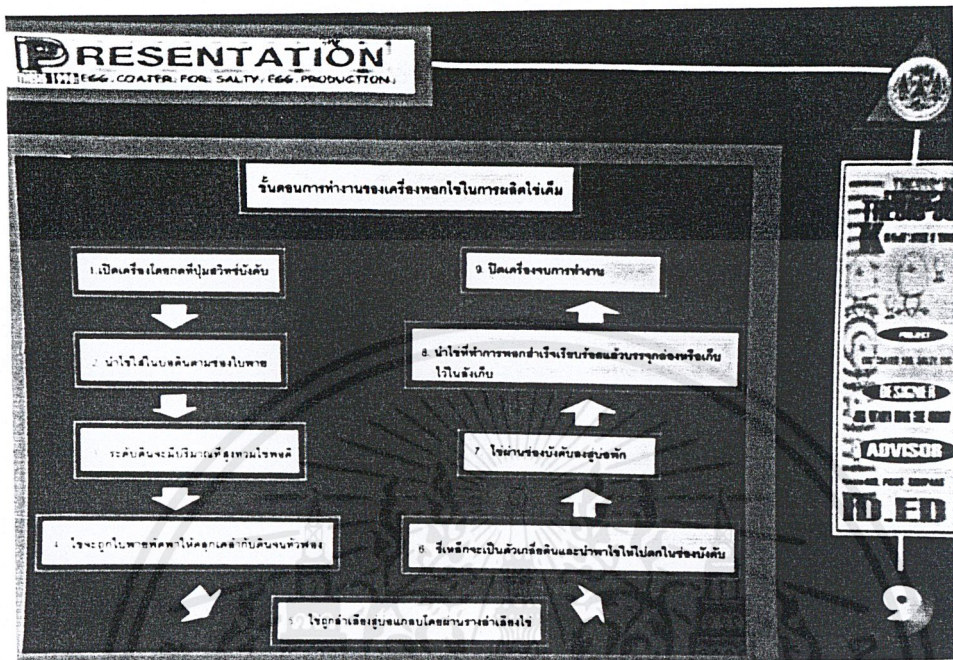 PRESENTATION
EGG COATER FOR SALTY EGG PRODUCTION
ขั้นตอนการทำงานของเครื่องพอกไข่ในการผลิตไข่เค็ม
1.เปิดเครื่องโดยกดที่ปุ่มสวิทช์บังคับ
2. นำไข่ใส่ในบ่อดินตามช่องใบพาย
3. ระดับดินจะมีปริมาณที่สูงท่วมไข่พอดี
4. ไข่จะถูกใบพายพัดพาให้คลุกเคล้ากับดินจนทั่วฟอง
5. ไข่ถูกลำเลียงสู่บ่อแกลบโดยผ่านรางลำเลียงไข่
6. ซี่เหล็กจะเป็นตัวเกลี่ยดินและนำพาไข่ให้ไปตกในช่องบังคับ
7. ไข่ผ่านช่องบังคับลงสู่บ่อพัก
8. นำไข่ที่ทำการพอกสำเร็จเรียบร้อยแล้วบรรจุกล่องหรือเก็บ
ไว้ในลังเก็บ
9. ปิดเครื่องจบการทำงาน
PROJECT
DESIGNER
ADVISOR
ID.ED
9